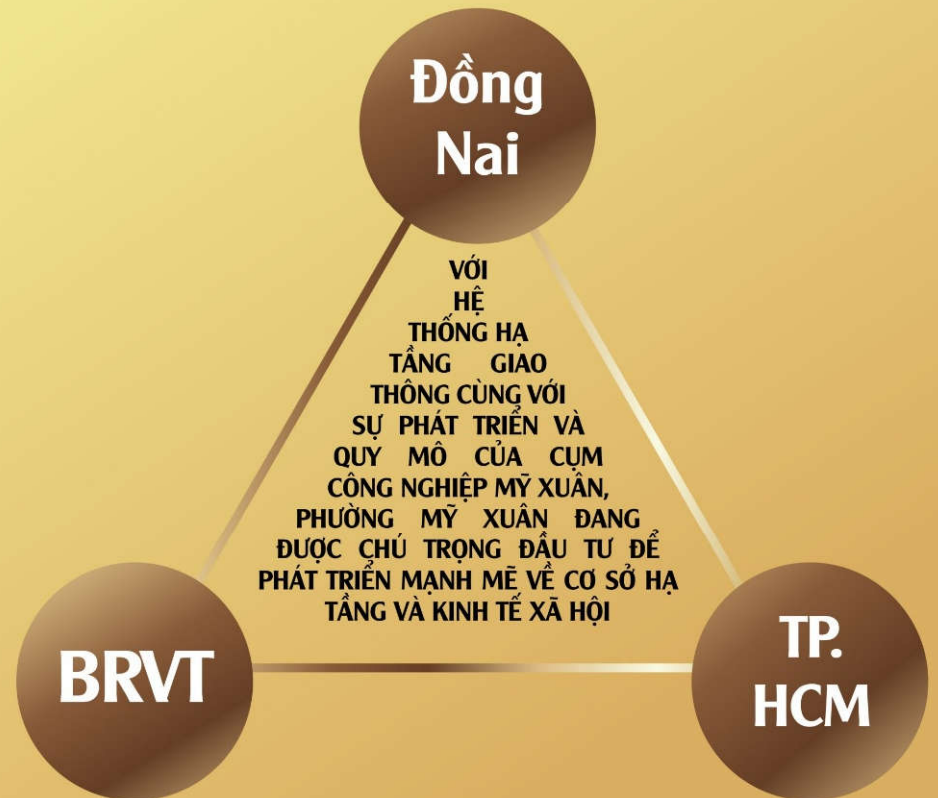 Đồng
Nai
VỚI
HỆ
THỐNG HẠ
TẦNG GIAO
THÔNG CÙNG VỚI
SỰ PHÁT TRIỂN VÀ
QUY MÔ CỦA CỤM
CÔNG NGHIỆP MỸ XUÂN,
PHƯỜNG MỸ XUÂN ĐANG
ĐƯỢC CHÚ TRỌNG ĐẦU TƯ ĐỂ
PHÁT TRIỂN MẠNH MẼ VỀ CƠ SỞ HẠ
TẦNG VÀ KINH TẾ XÃ HỘI
BRVT
TP.
HCM